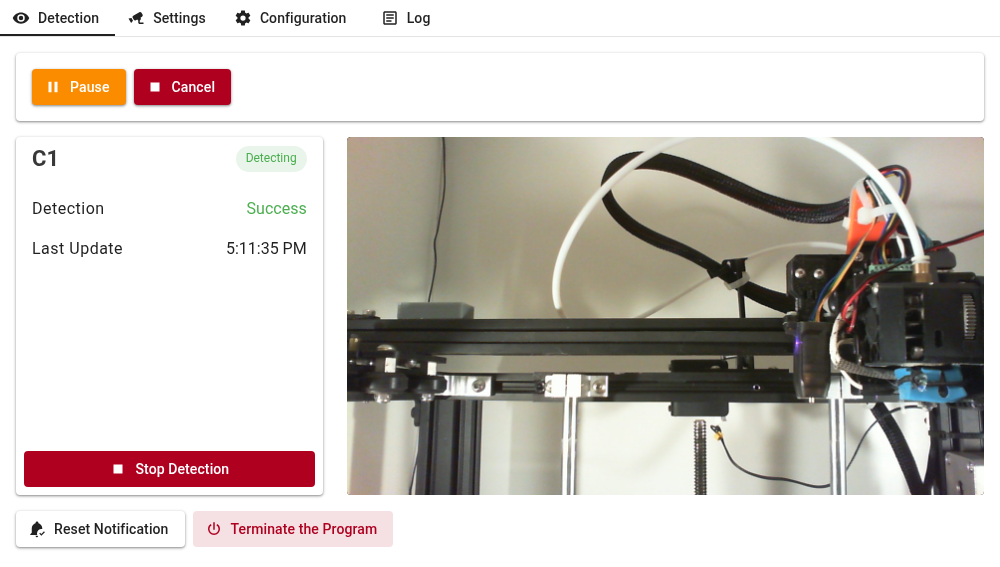 Detection
Settings
Configuration
Log
Pause
Cancel
C1
Detecting
Detection
Success
Last Update
5:11:35 PM
Stop Detection
Reset Notification
Terminate the Program